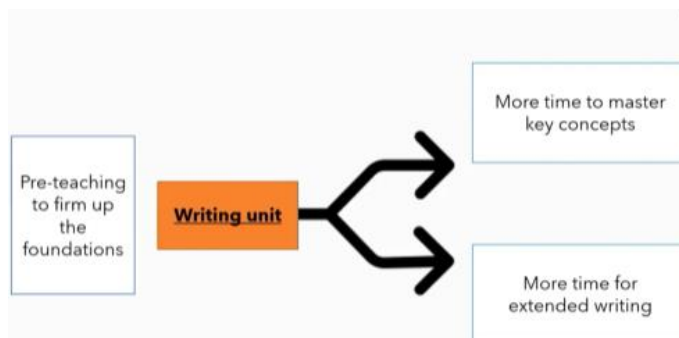 Pre-teaching
to firm up
the
foundations
Writing unit
More time to master
key concepts
More time for
extended writing